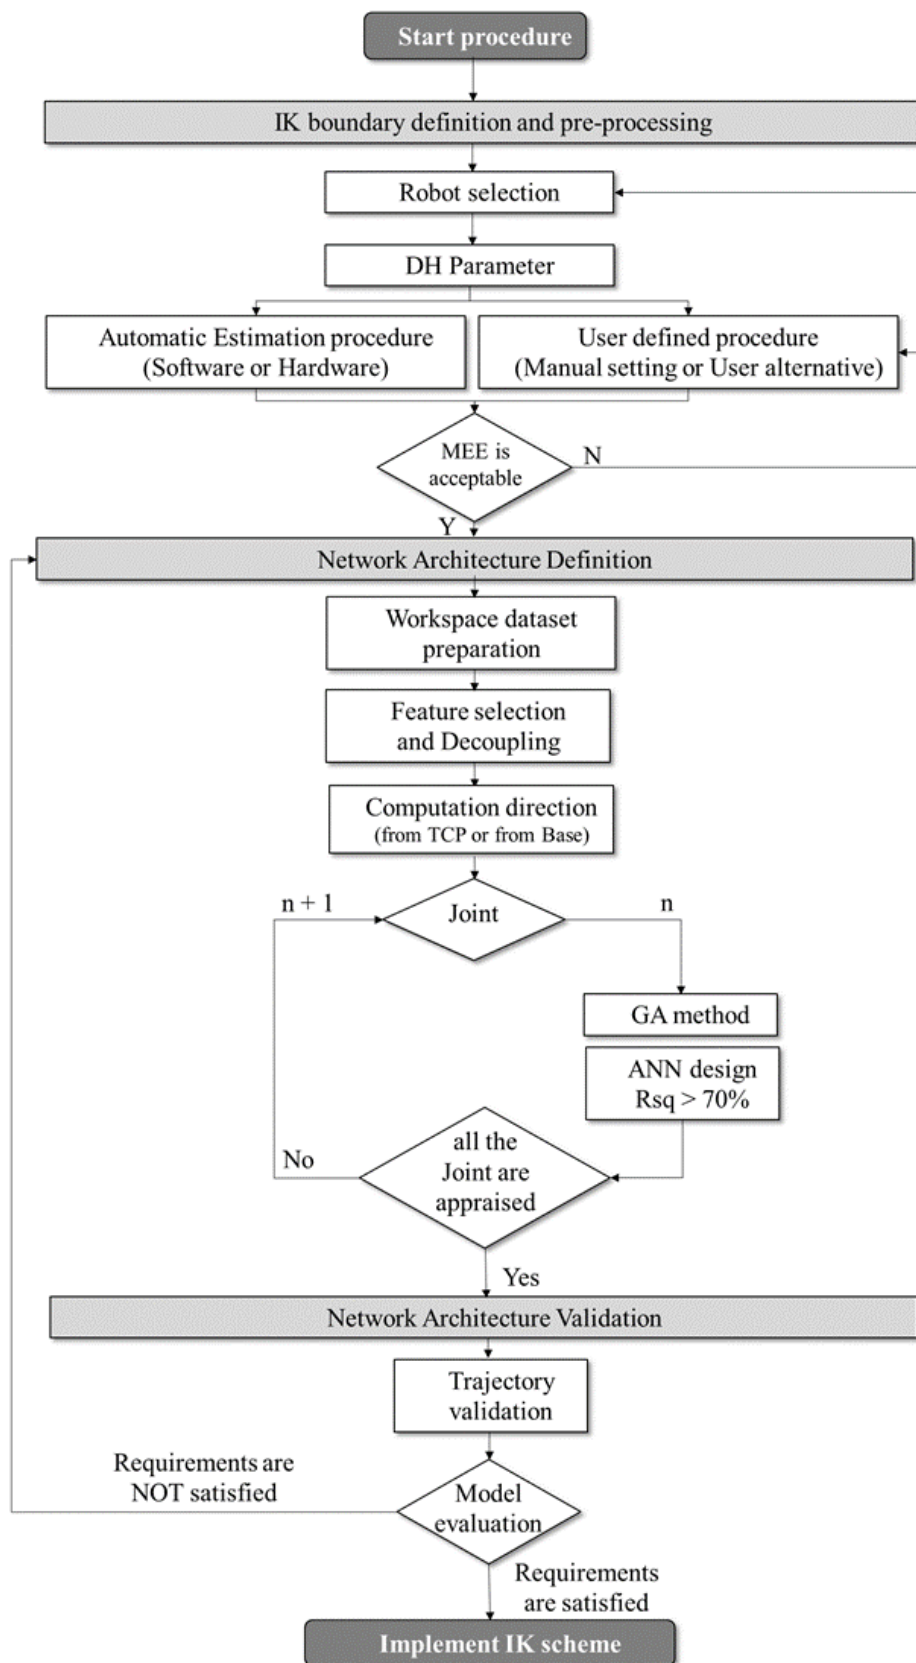 Start procedure
IK boundary definition and pre-processing
Robot selection
DH Parameter
Automatic Estimation procedure
(Software or Hardware)
User defined procedure
(Manual setting or User alternative)
MEE is
acceptable
N
Y
Network Architecture Definition
Workspace dataset
preparation
Feature selection
and Decoupling
Computation direction
(from TCP or from Base)
n + 1
Joint
n
GA method
ANN design
Rsq > 70%
all the
Joint are
appraised
No
Yes
Network Architecture Validation
Trajectory
validation
Requirements are
NOT satisfied
Model
evaluation
Requirements
are satisfied
Implement IK scheme